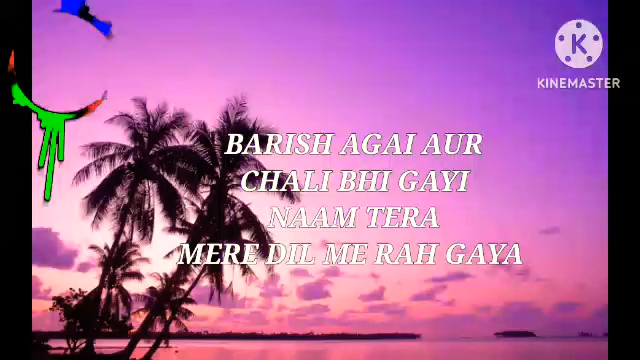 KINEMASTER
BARISH AGAI AUR
CHALI BHI GAYI
NAAM TERA
MERE DIL ME RAH GAYA